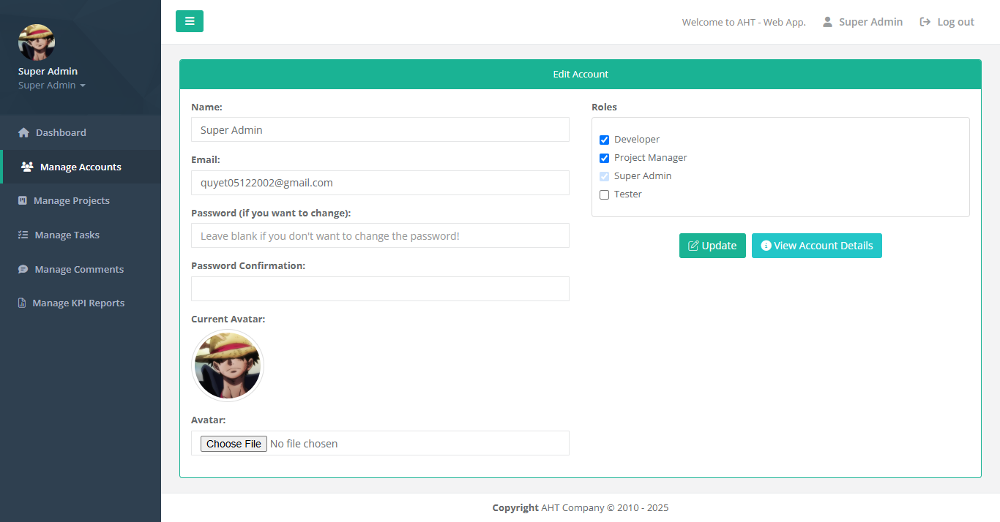 Super Admin
Super Admin
Dashboard
Manage Accounts
Manage Projects
Manage Tasks
Manage Comments
Manage KPI Reports
Welcome to AHT - Web App.
Super Admin
Log out
Edit Account
Name:
Super Admin
Email:
quyet05122002@gmail.com
Password (if you want to change):
Leave blank if you don't want to change the password!
Password Confirmation:
Current Avatar:
Avatar:
Choose File No file chosen
Roles
Developer
Project Manager
Super Admin
Tester
Update
View Account Details
Copyright AHT Company © 2010 - 2025